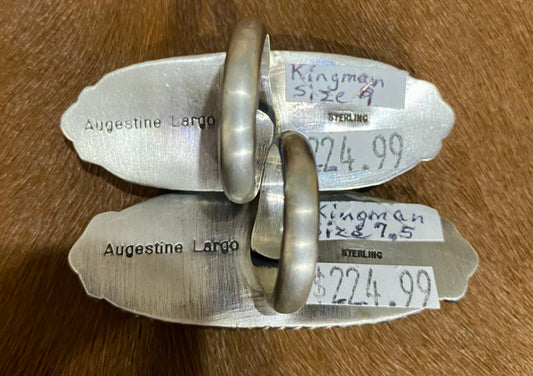 Augestine Largo
Kingman
Size 9
STERLING
224.99
Augestine Largo
Kingman
Size 7.5
STERLING
$224.99